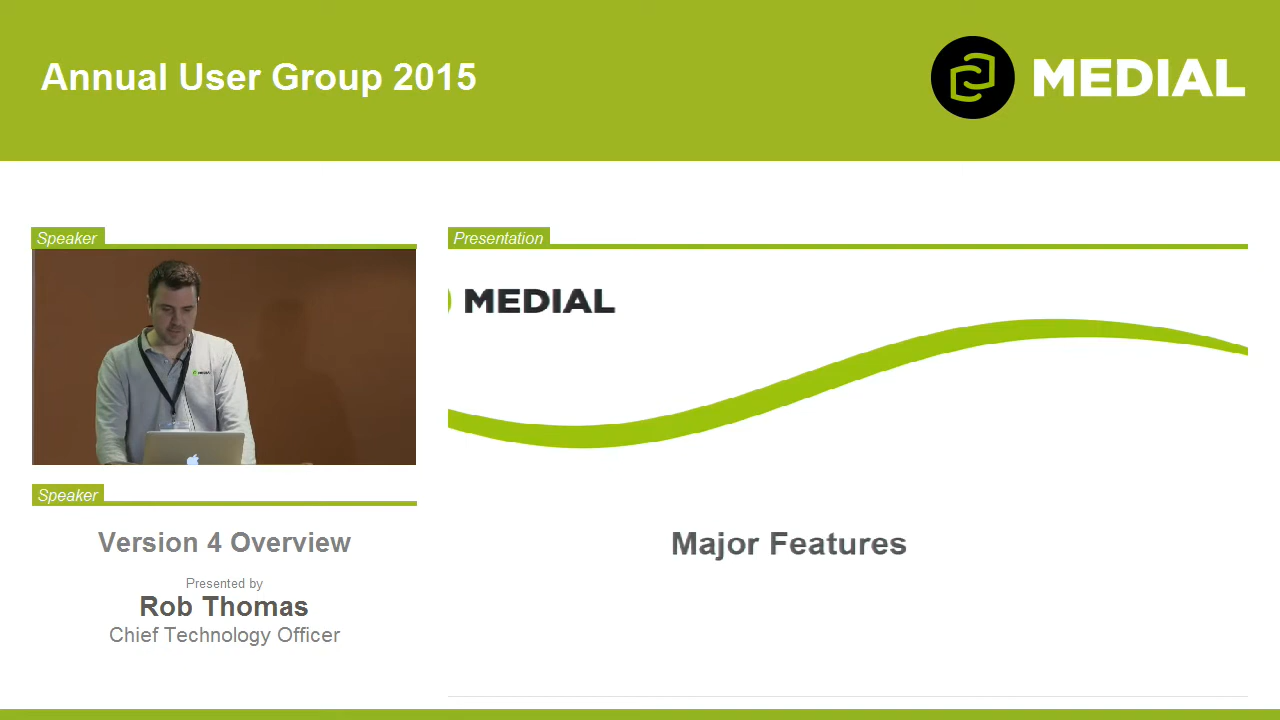 Annual User Group 2015
MEDIAL
Speaker
Presentation
MEDIAL
Speaker
Version 4 Overview
Presented by
Rob Thomas
Chief Technology Officer
Major Features